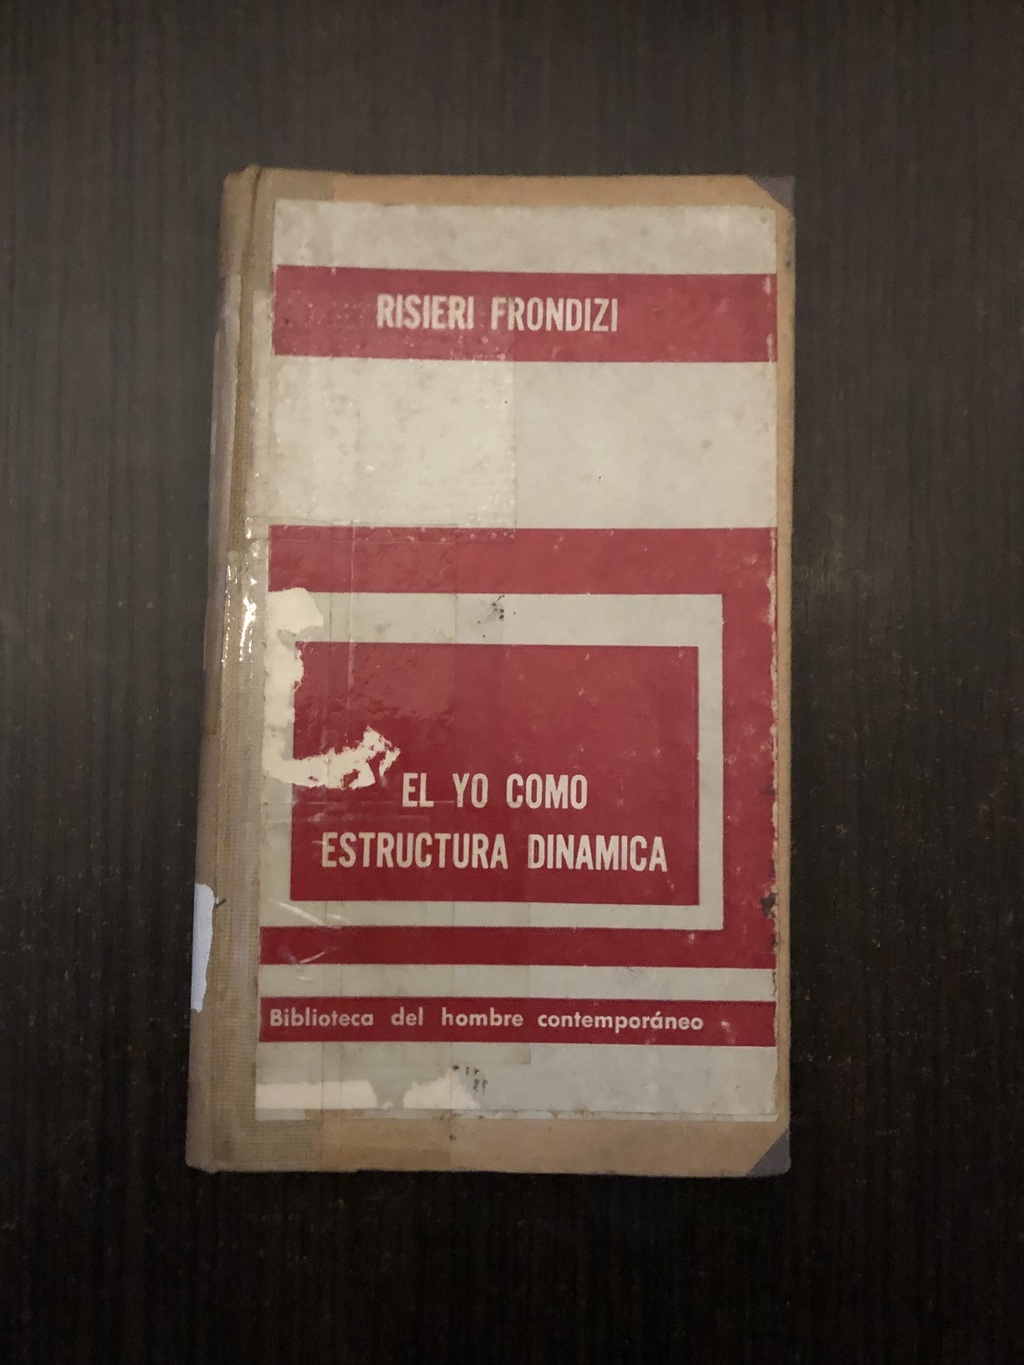 RISIERI FRONDIZI
EL YO COMO
ESTRUCTURA DINAMICA
Biblioteca del hombre contemporáneo